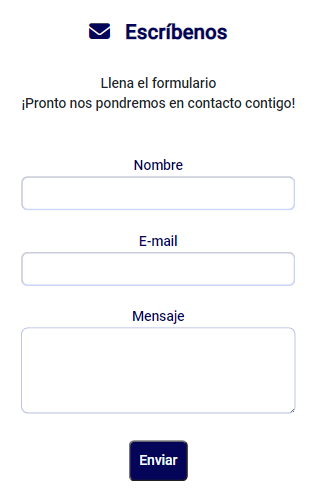 Escríbenos
Llena el formulario
¡Pronto nos pondremos en contacto contigo!
Nombre
E-mail
Mensaje
Enviar